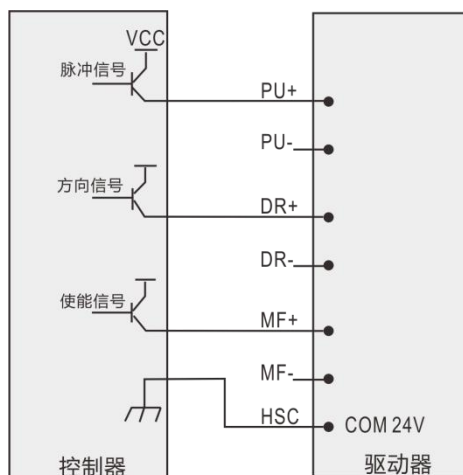 VCC
脉冲信号
PU+
PU-
方向信号
DR+
DR-
使能信号
MF+
MF-
HSC
COM 24V
控制器
驱动器